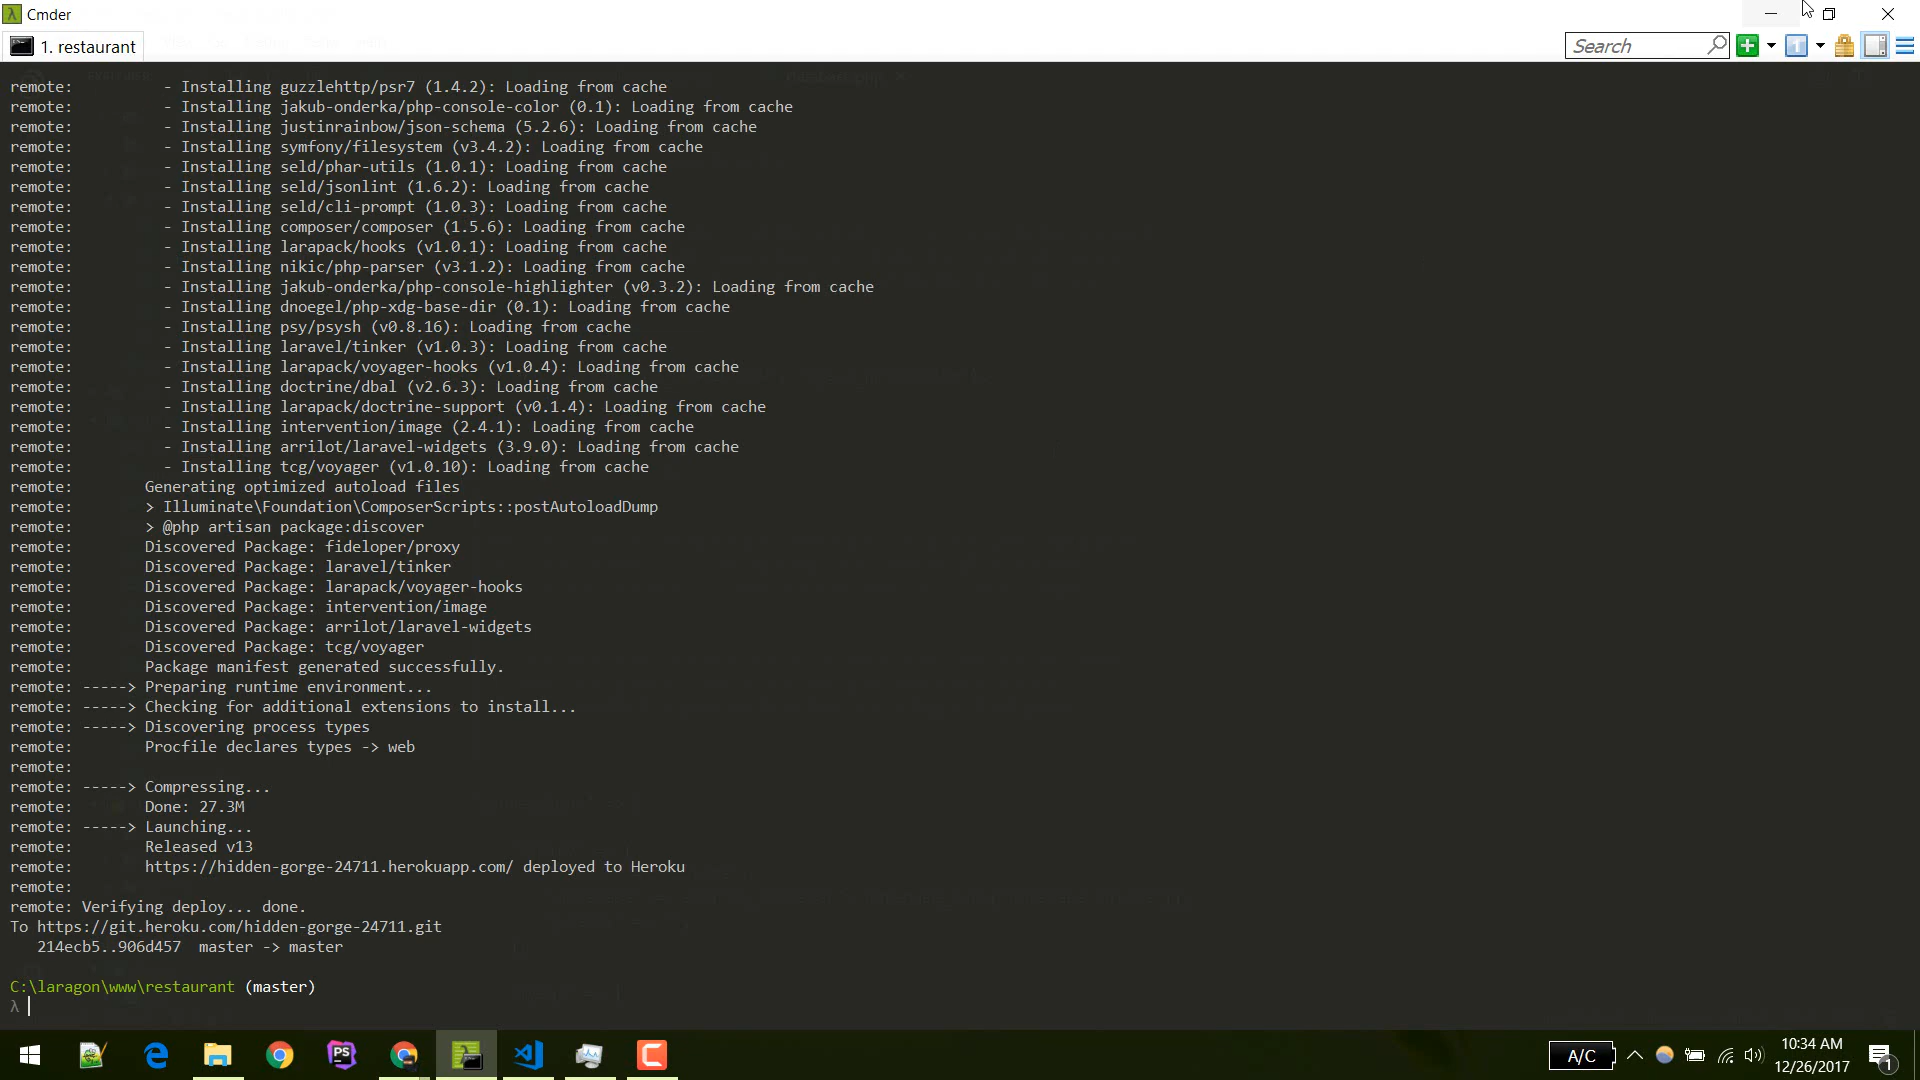 Cmder
1. restaurant
Search
remote:          - Installing guzzlehttp/psr7 (1.4.2): Loading from cache
remote:          - Installing jakub-onderka/php-console-color (0.1): Loading from cache
remote:          - Installing justinrainbow/json-schema (5.2.6): Loading from cache
remote:          - Installing symfony/filesystem (v3.4.2): Loading from cache
remote:          - Installing seld/phar-utils (1.0.1): Loading from cache
remote:          - Installing seld/jsonlint (1.6.2): Loading from cache
remote:          - Installing seld/cli-prompt (1.0.3): Loading from cache
remote:          - Installing composer/composer (1.5.6): Loading from cache
remote:          - Installing larapack/hooks (v1.0.1): Loading from cache
remote:          - Installing nikic/php-parser (v3.1.2): Loading from cache
remote:          - Installing jakub-onderka/php-console-highlighter (v0.3.2): Loading from cache
remote:          - Installing dnoegel/php-xdg-base-dir (0.1): Loading from cache
remote:          - Installing psy/psysh (v0.8.16): Loading from cache
remote:          - Installing laravel/tinker (v1.0.3): Loading from cache
remote:          - Installing larapack/voyager-hooks (v1.0.4): Loading from cache
remote:          - Installing doctrine/dbal (v2.6.3): Loading from cache
remote:          - Installing larapack/doctrine-support (v0.1.4): Loading from cache
remote:          - Installing intervention/image (2.4.1): Loading from cache
remote:          - Installing arrilot/laravel-widgets (3.9.0): Loading from cache
remote:          - Installing tcg/voyager (v1.0.10): Loading from cache
remote:        Generating optimized autoload files
remote:        > Illuminate\Foundation\ComposerScripts::postAutoloadDump
remote:        > @php artisan package:discover
remote:        Discovered Package: fideloper/proxy
remote:        Discovered Package: laravel/tinker
remote:        Discovered Package: larapack/voyager-hooks
remote:        Discovered Package: intervention/image
remote:        Discovered Package: arrilot/laravel-widgets
remote:        Discovered Package: tcg/voyager
remote:        Package manifest generated successfully.
remote: -----> Preparing runtime environment...
remote: -----> Checking for additional extensions to install...
remote: -----> Discovering process types
remote:        Procfile declares types -> web
remote:
remote: -----> Compressing...
remote:        Done: 27.3M
remote: -----> Launching...
remote:        Released v13
remote:        https://hidden-gorge-24711.herokuapp.com/ deployed to Heroku
remote:
remote: Verifying deploy... done.
To https://git.heroku.com/hidden-gorge-24711.git
   214ecb5..906d457  master -> master
C:\laragon\www\restaurant (master)
λ
PS
A/C
10:34 AM
12/26/2017
1